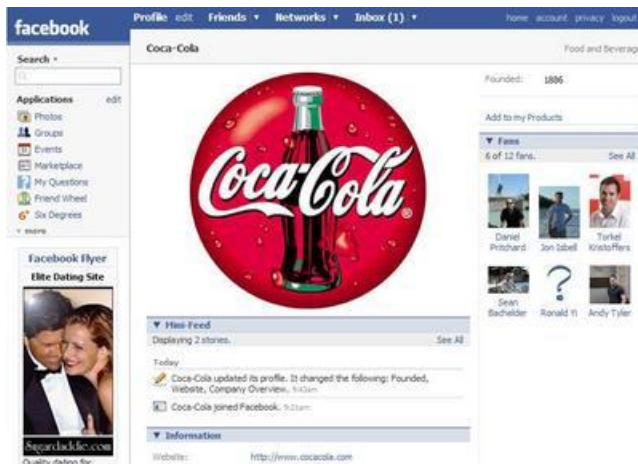 facebook
Profile edit Friends ▼ Networks ▼ Inbox (1) ▼ home account privacy logout
Search ▼
Applications edit
Photos
Groups
Events
Marketplace
My Questions
Friend Wheel
Six Degrees
▼ more
Facebook Flyer
Elite Dating Site
Sugardaddie.com
Quality dating for
Coca-Cola
Food and Beverage
Coca-Cola
▼ Mini-Feed
Displaying 2 stories. See All
Today
Coca-Cola updated its profile. It changed the following: Founded,
Website, Company Overview. 9:43am
Coca-Cola joined Facebook. 9:21am
▼ Information
Website: http://www.cocacola.com
Founded: 1886
Add to my Products
▼ Fans
6 of 12 fans. See All
Daniel
Pritchard
Jon Isbell
Torkel
Kristoffers
Sean
Bachelder
Ronald Yi
Andy Tyler